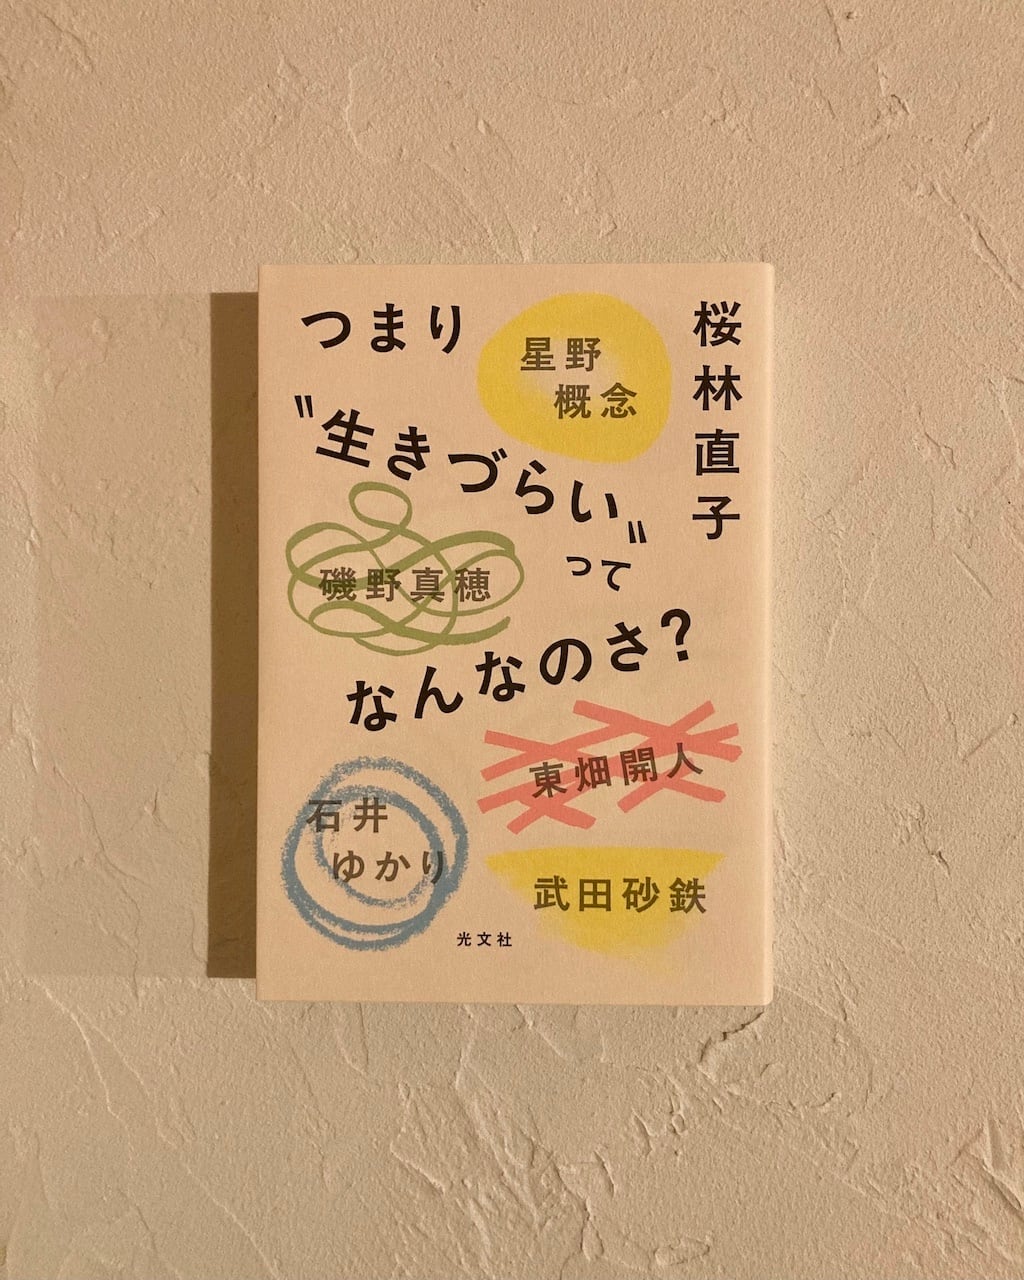 つまり
〝生きづらい〟
って
なんなのさ?
桜林直子
星野
概念
磯野真穂
東畑開人
石井
ゆかり
武田砂鉄
光文社